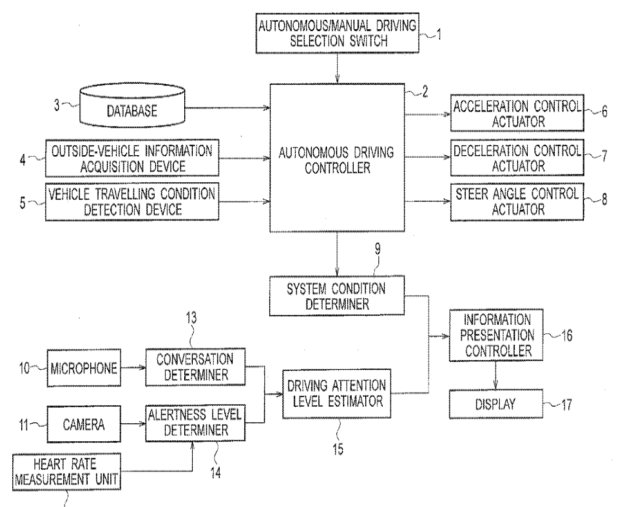 AUTONOMOUS/MANUAL DRIVING
SELECTION SWITCH
1
2
3
DATABASE
4
OUTSIDE-VEHICLE INFORMATION
ACQUISITION DEVICE
5
VEHICLE TRAVELLING CONDITION
DETECTION DEVICE
AUTONOMOUS DRIVING
CONTROLLER
ACCELERATION CONTROL
ACTUATOR
6
DECELERATION CONTROL
ACTUATOR
7
STEER ANGLE CONTROL
ACTUATOR
8
9
SYSTEM CONDITION
DETERMINER
INFORMATION
PRESENTATION
CONTROLLER
16
DISPLAY
17
13
10
MICROPHONE
CONVERSATION
DETERMINER
11
CAMERA
ALERTNESS LEVEL
DETERMINER
14
DRIVING ATTENTION
LEVEL ESTIMATOR
15
HEART RATE
MEASUREMENT UNIT